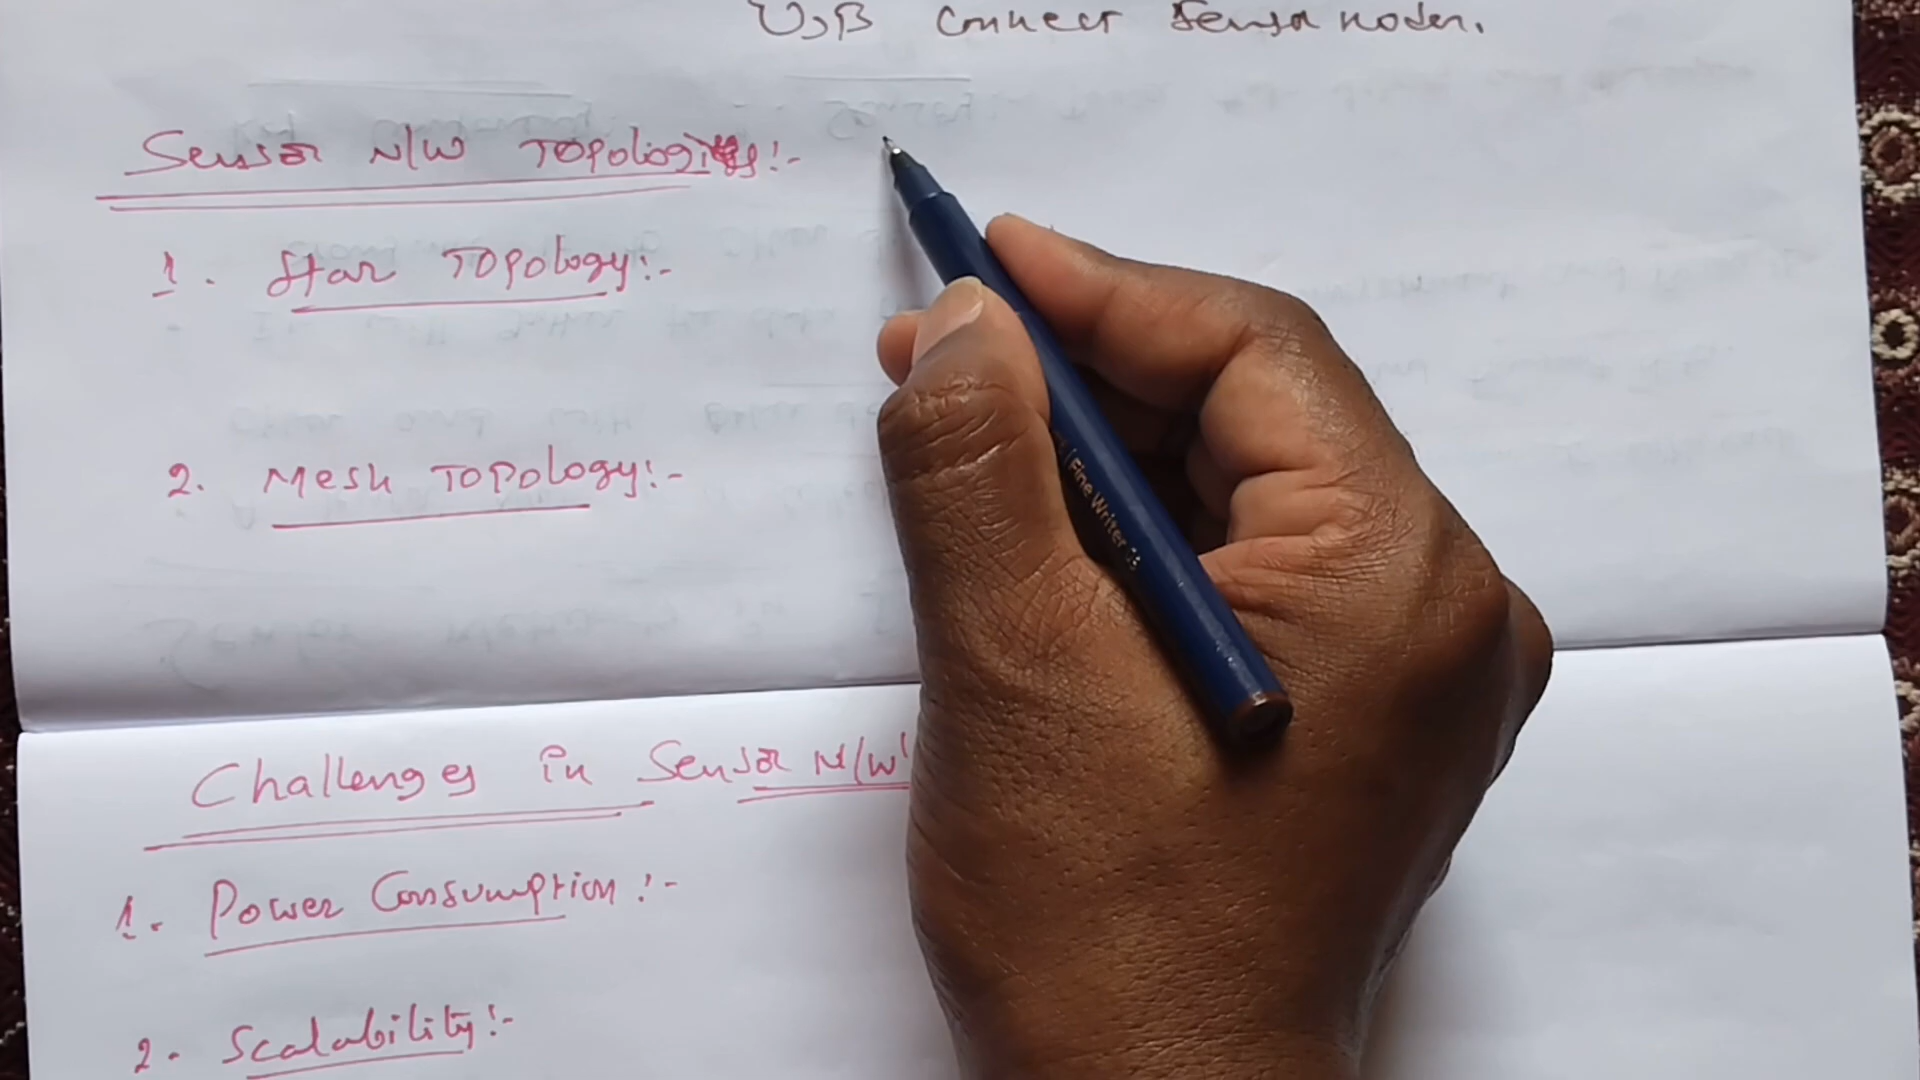 USB connect sensor nodes.
Sensor N/W Topologies:-
1. Star Topology:-
2. Mesh Topology:-
Challenges in Sensor N/W'
1. Power Consumption:-
2. Scalability:-
Fine Writer